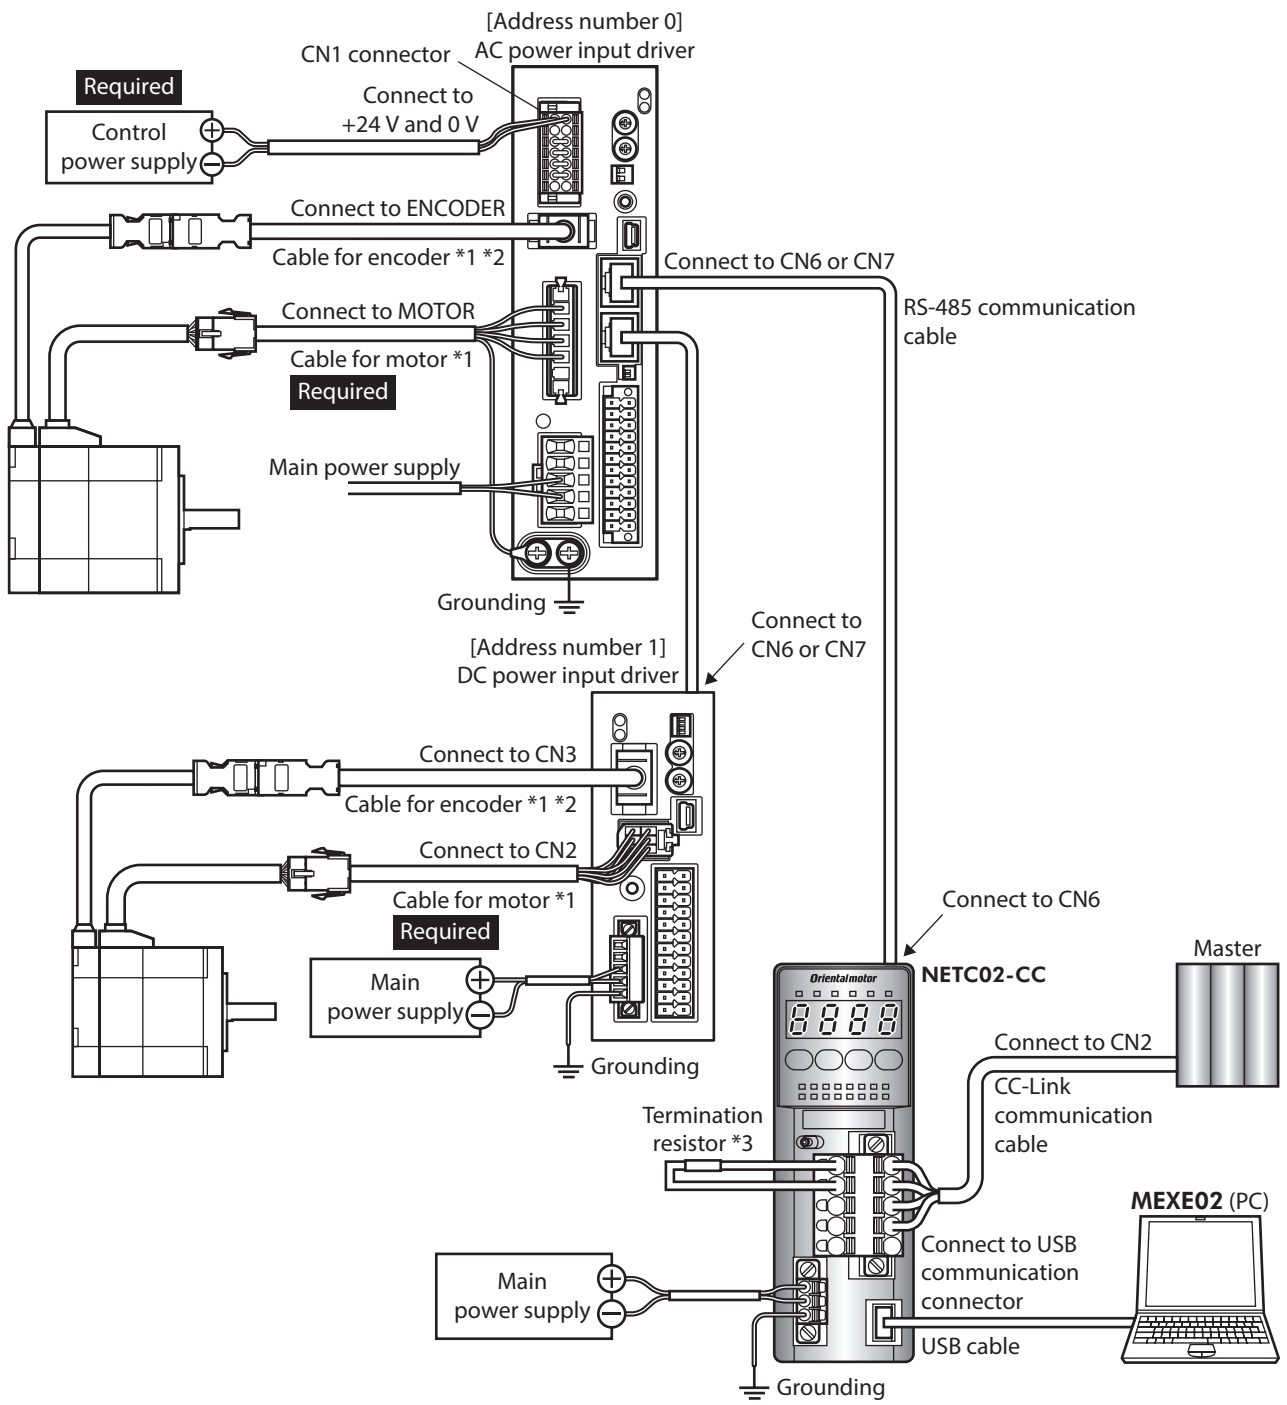 [Address number 0]
AC power input driver
CN1 connector
Required
Connect to
+24 V and 0 V
Control
power supply
+
−
Connect to ENCODER
Cable for encoder *1 *2
Connect to CN6 or CN7
RS-485 communication
cable
Connect to MOTOR
Cable for motor *1
Required
Main power supply
Grounding
Connect to
CN6 or CN7
[Address number 1]
DC power input driver
Connect to CN3
Cable for encoder *1 *2
Connect to CN2
Cable for motor *1
Required
Main
power supply
+
−
Grounding
Connect to CN6
NETC02-CC
Orientalmotor
8888
Master
Connect to CN2
CC-Link
communication
cable
Termination
resistor *3
MEXE02 (PC)
Connect to USB
communication
connector
USB cable
Main
power supply
+
−
Grounding